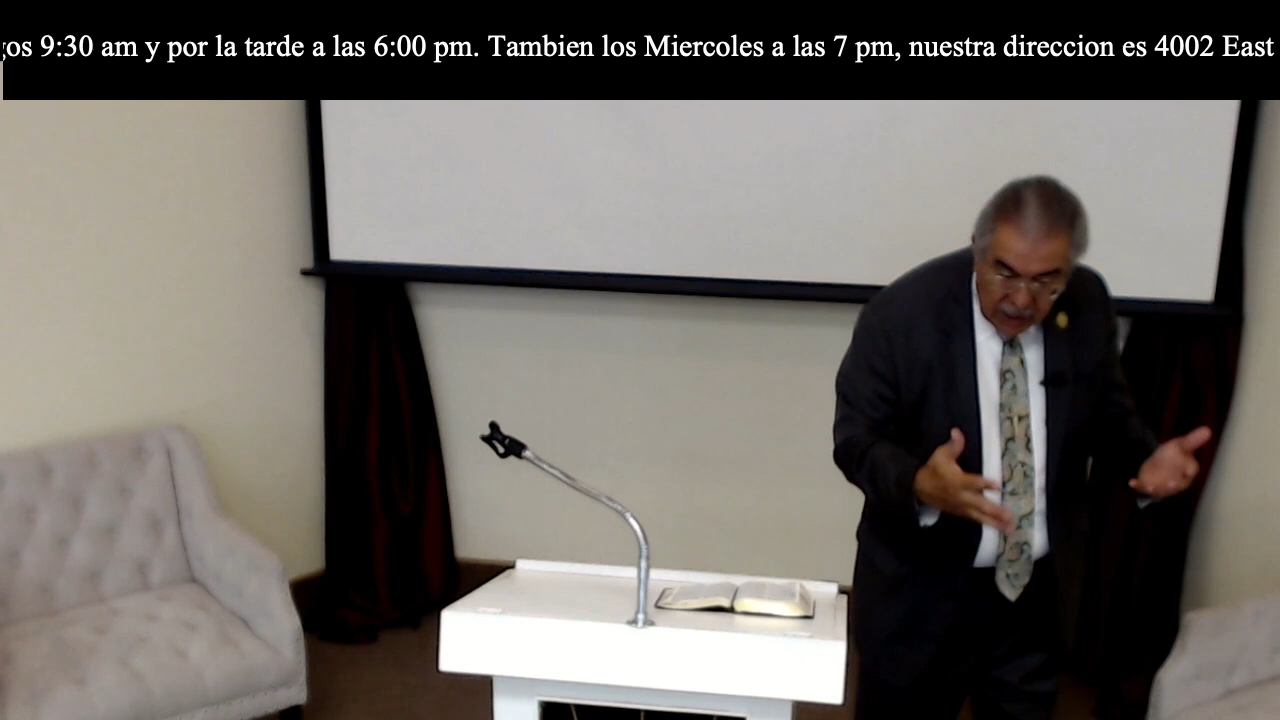 gos 9:30 am y por la tarde a las 6:00 pm. Tambien los Miercoles a las 7 pm, nuestra direccion es 4002 East